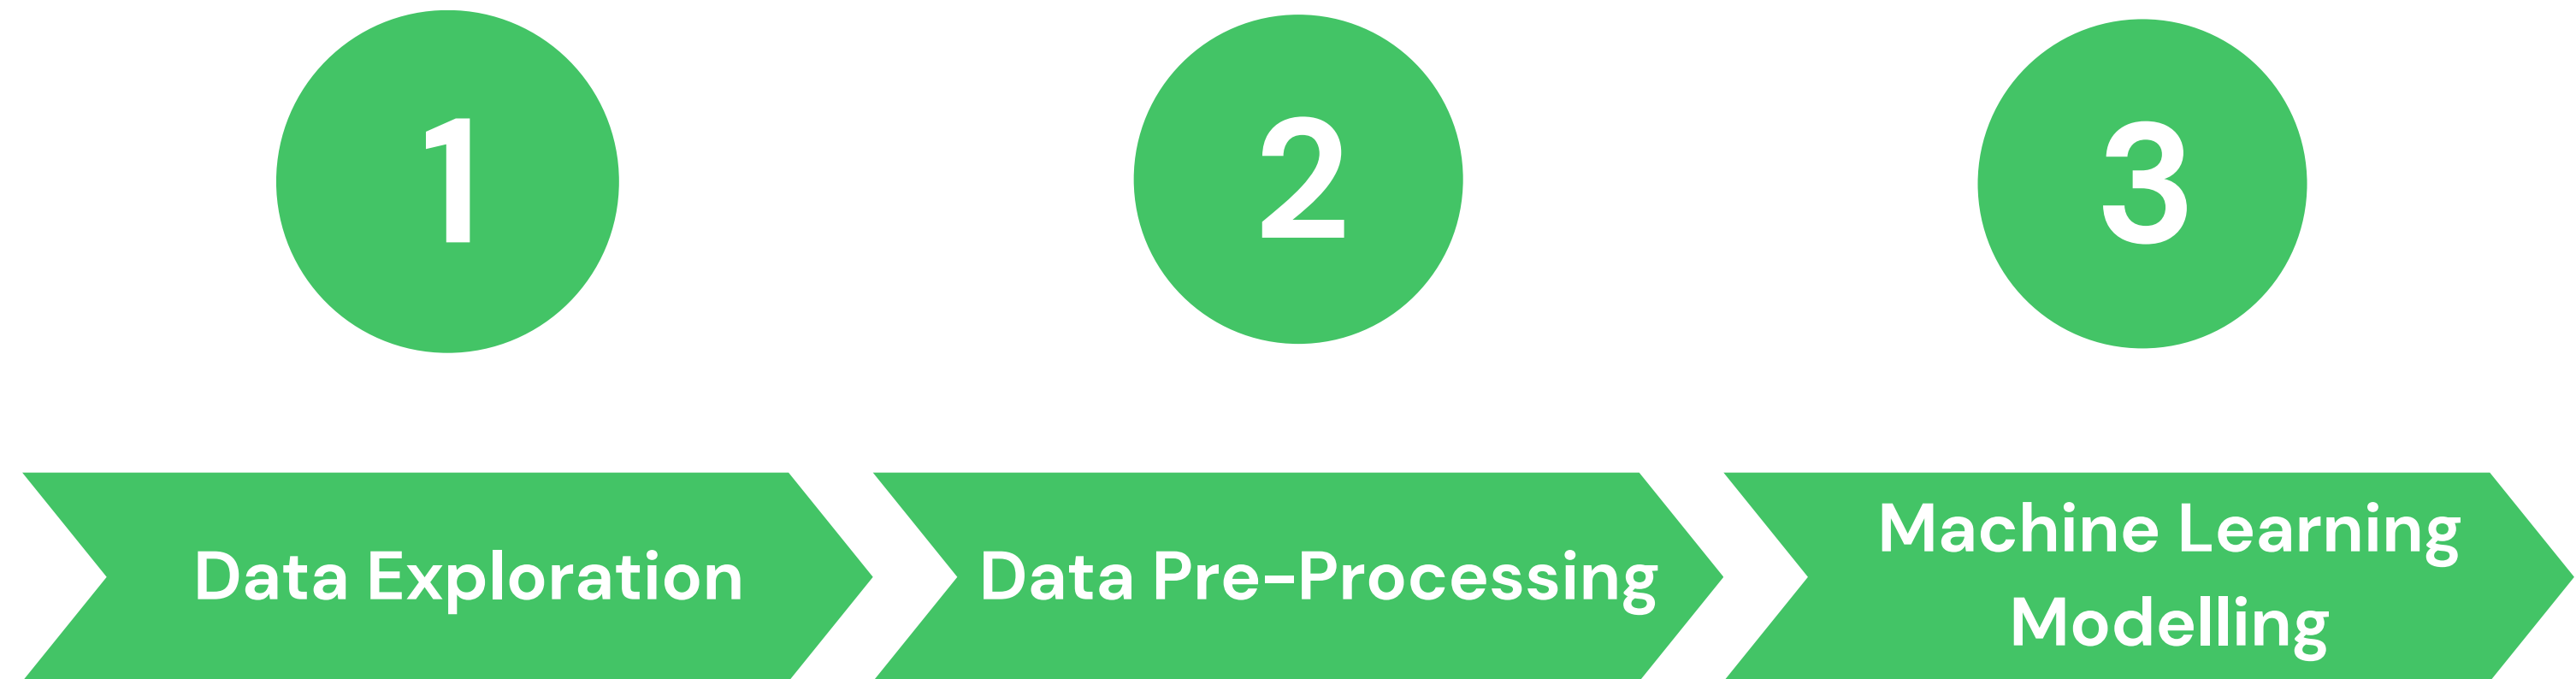 1
2
3
Data Exploration
Data Pre-Processing
Machine Learning
Modelling